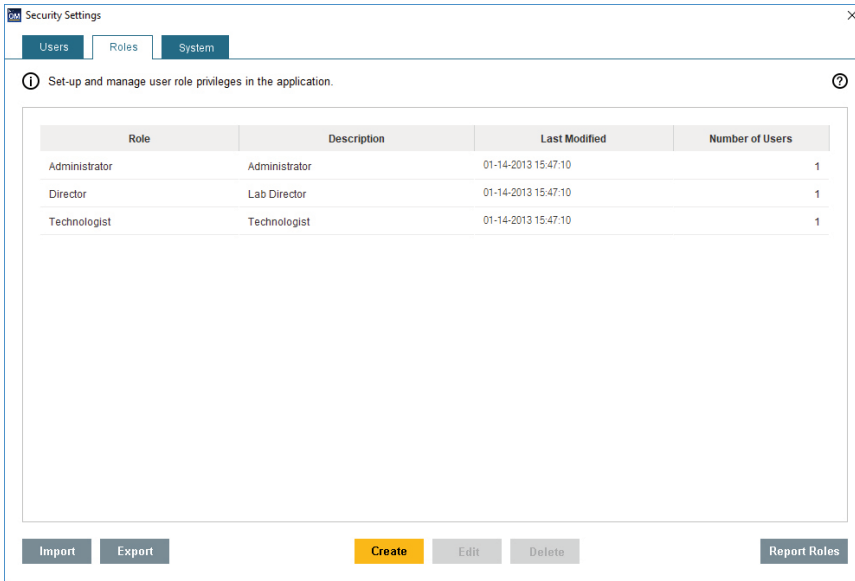 OM Security Settings
Users Roles System
Set-up and manage user role privileges in the application.
Role Description Last Modified Number of Users
Administrator Administrator 01-14-2013 15:47:10 1
Director Lab Director 01-14-2013 15:47:10 1
Technologist Technologist 01-14-2013 15:47:10 1
Import Export Create Edit Delete Report Roles